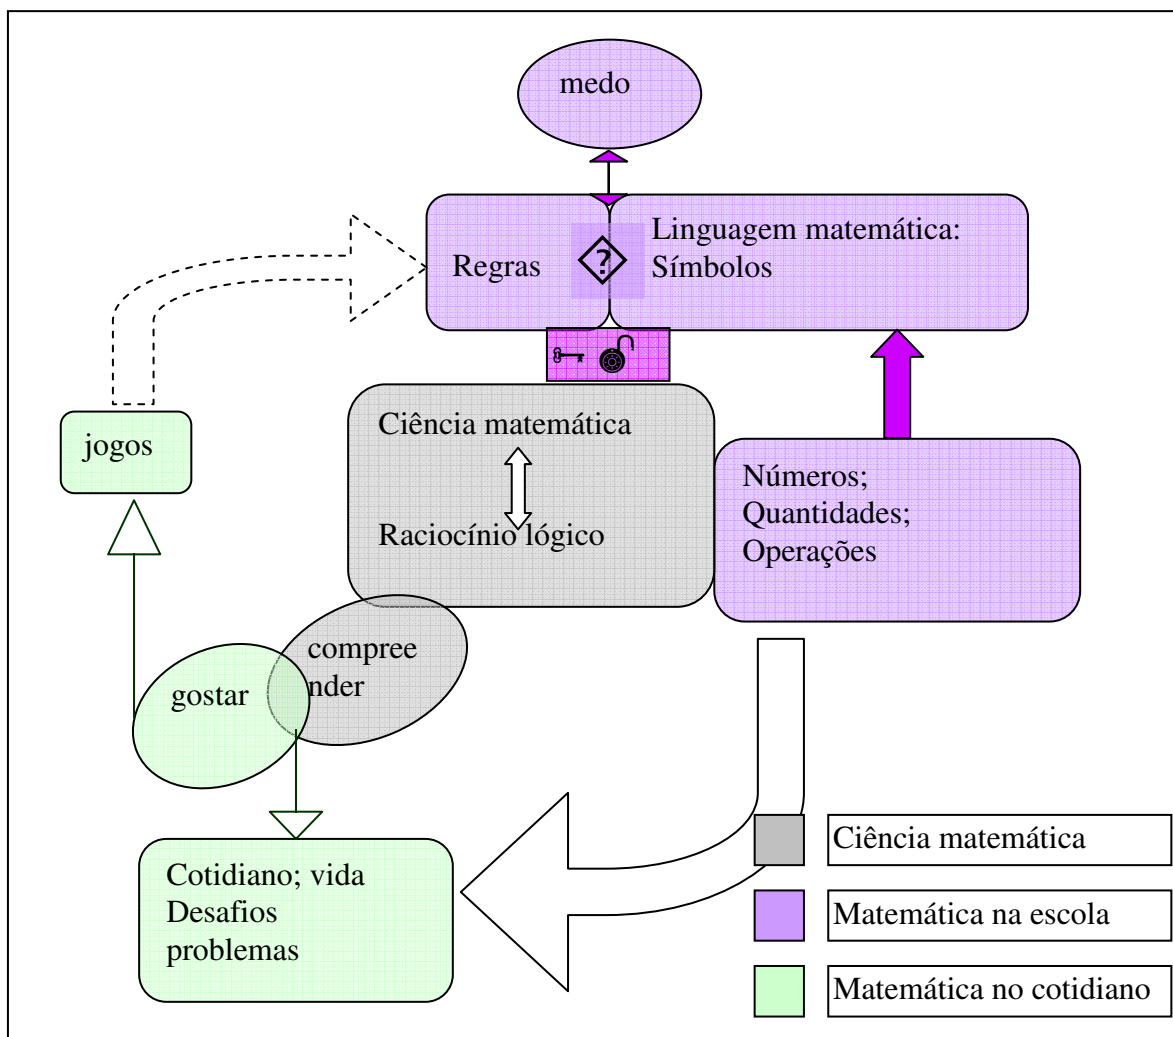 medo
Regras
?
Linguagem matemática:
Símbolos
Ciência matemática
Raciocínio lógico
jogos
Números;
Quantidades;
Operações
compree
nder
gostar
Cotidiano; vida
Desafios
problemas
Ciência matemática
Matemática na escola
Matemática no cotidiano